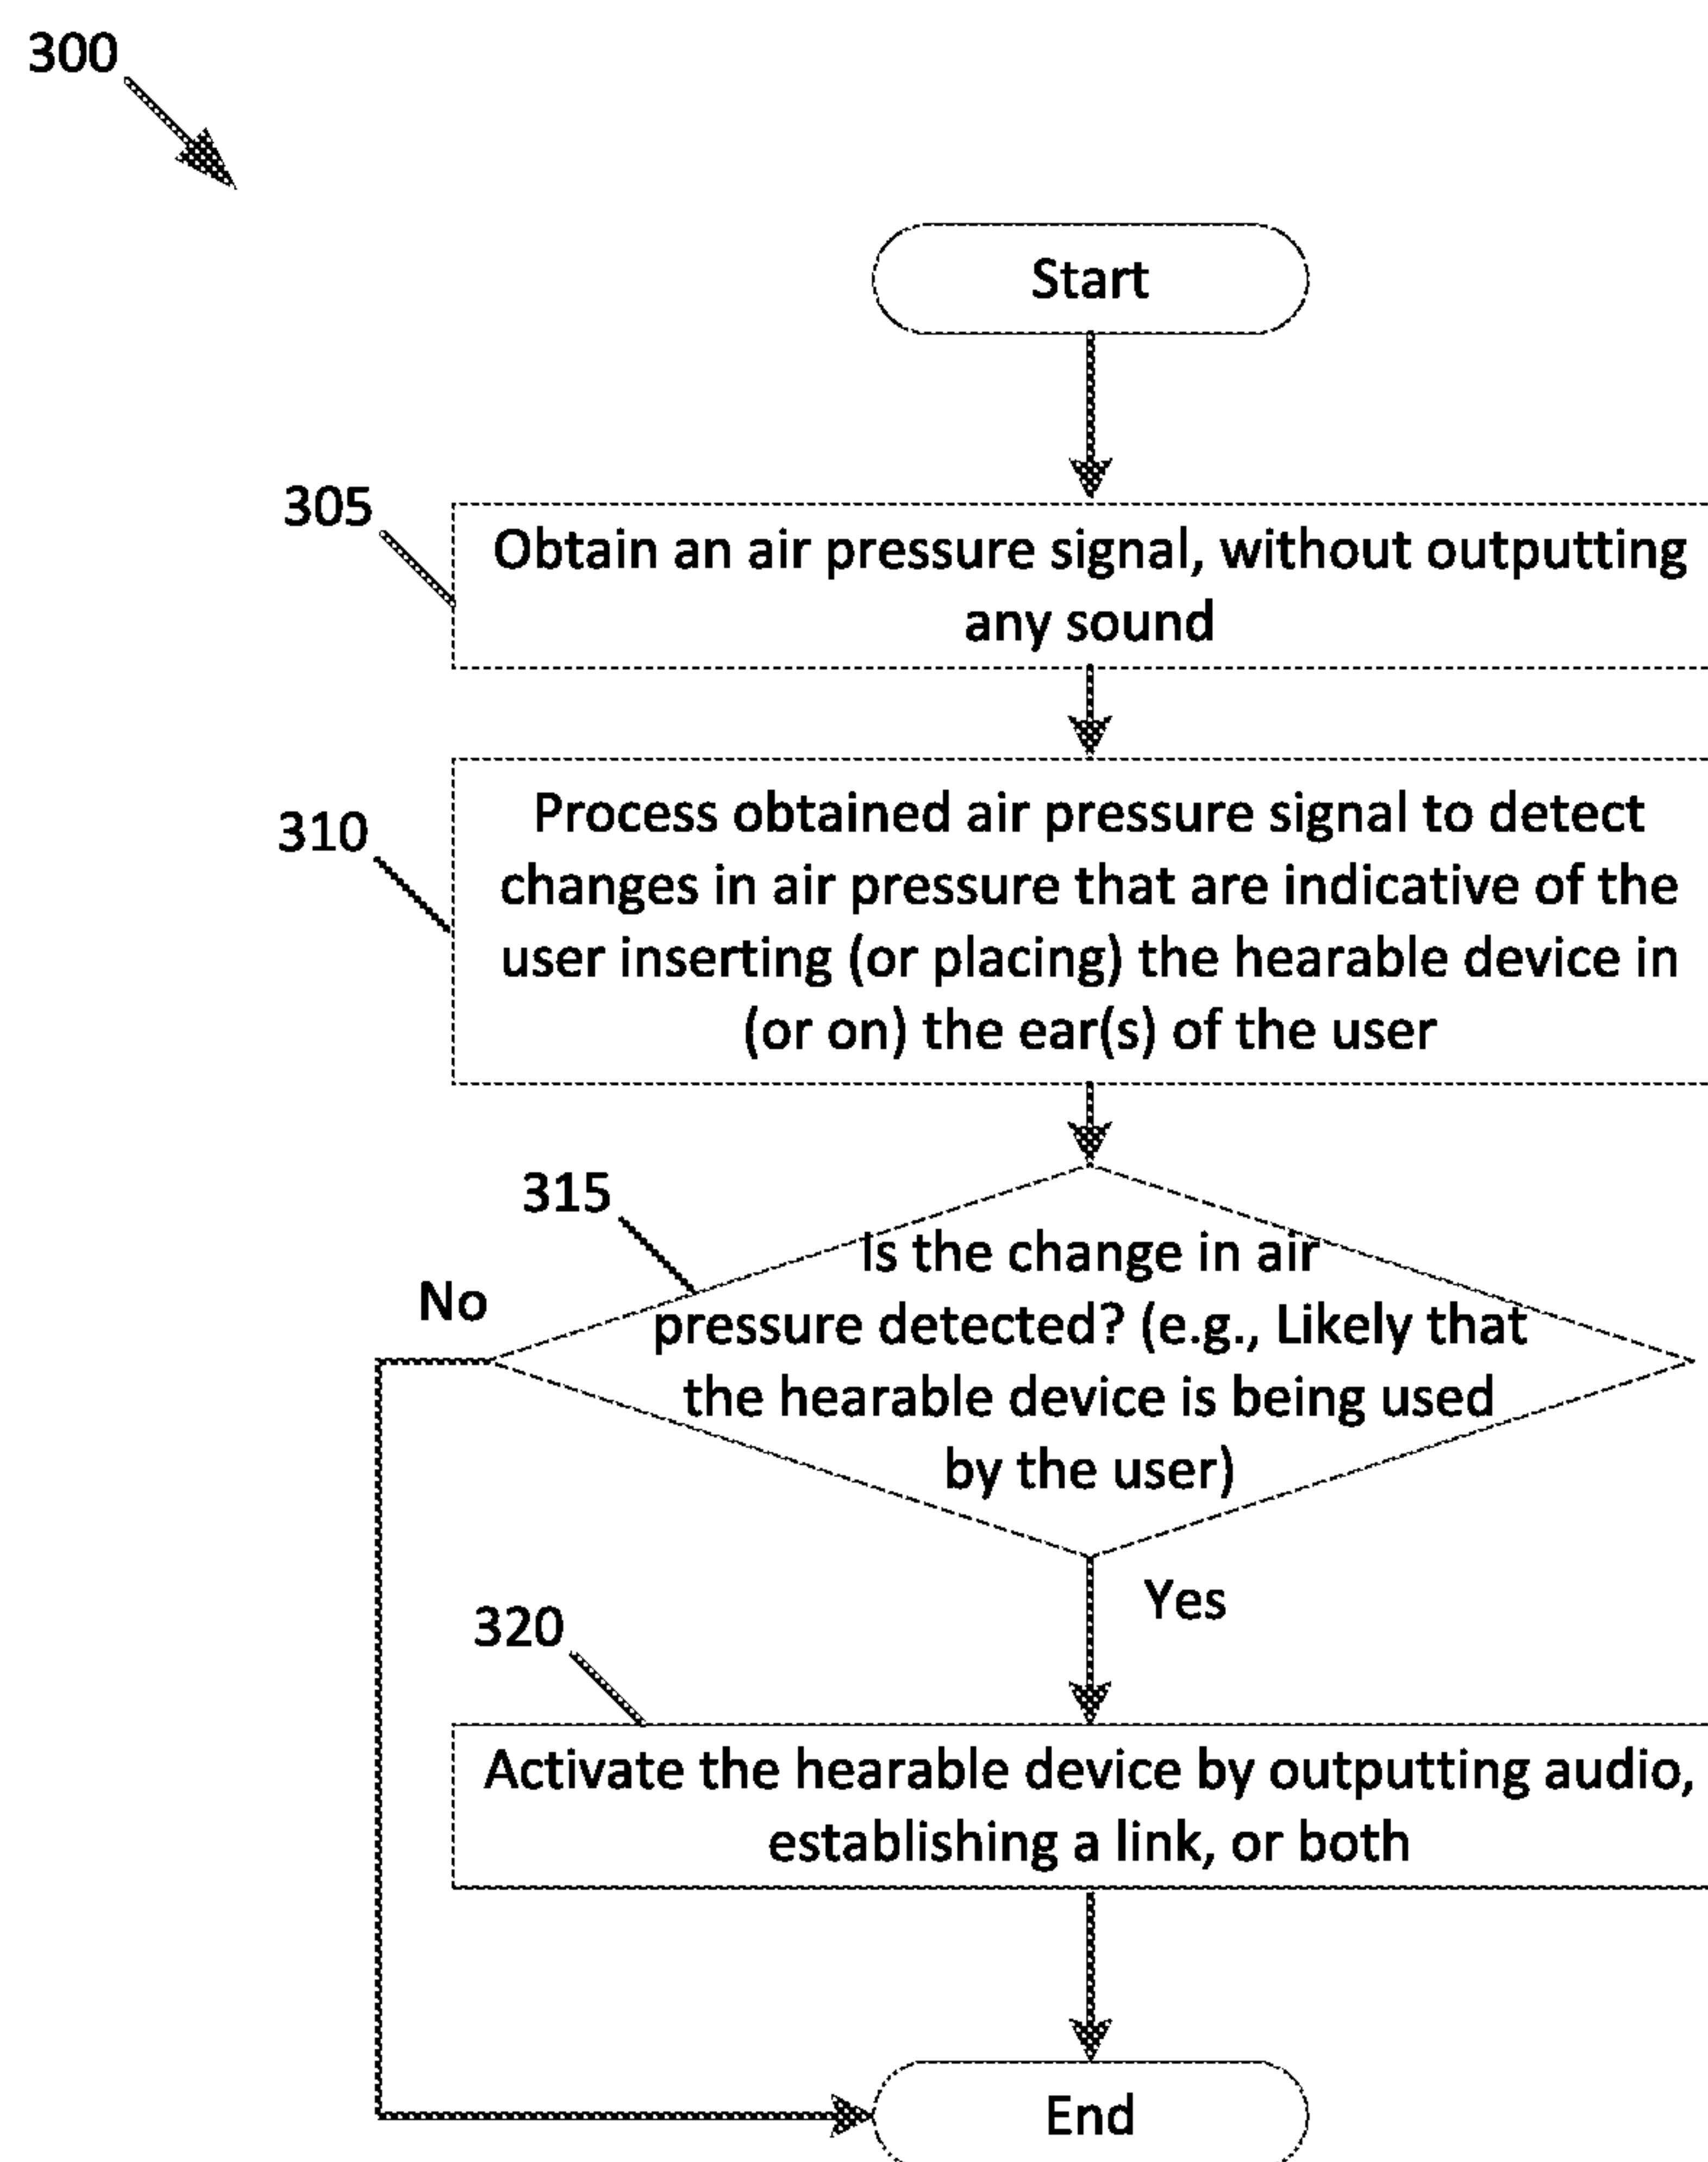 300
Start
305
Obtain an air pressure signal, without outputting
any sound
310
Process obtained air pressure signal to detect
changes in air pressure that are indicative of the
user inserting (or placing) the hearable device in
(or on) the ear(s) of the user
315
Is the change in air
pressure detected? (e.g., Likely that
the hearable device is being used
by the user)
No
Yes
320
Activate the hearable device by outputting audio,
establishing a link, or both
End